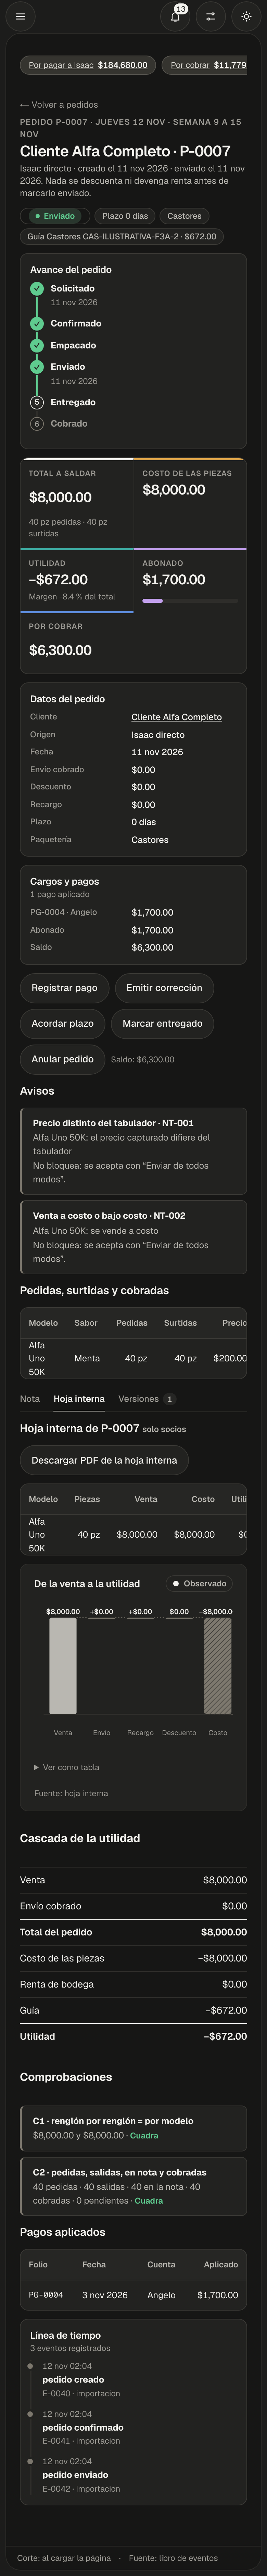 13
Por pagar a Isaac $184,680.00
Por cobrar $11,779.
← Volver a pedidos
PEDIDO P-0007 · JUEVES 12 NOV · SEMANA 9 A 15
NOV
Cliente Alfa Completo · P-0007
Isaac directo · creado el 11 nov 2026 · enviado el 11 nov
2026. Nada se descuenta ni devenga renta antes de
marcarlo enviado.
Enviado
Plazo 0 días
Castores
Guía Castores CAS-ILUSTRATIVA-F3A-2 · $672.00
Avance del pedido
Solicitado
11 nov 2026
Confirmado
Empacado
Enviado
11 nov 2026
5 Entregado
6 Cobrado
TOTAL A SALDAR
$8,000.00
40 pz pedidas · 40 pz
surtidas
COSTO DE LAS PIEZAS
$8,000.00
UTILIDAD
−$672.00
Margen -8.4 % del total
ABONADO
$1,700.00
POR COBRAR
$6,300.00
Datos del pedido
Cliente Cliente Alfa Completo
Origen Isaac directo
Fecha 11 nov 2026
Envío cobrado $0.00
Descuento $0.00
Recargo $0.00
Plazo 0 días
Paquetería Castores
Cargos y pagos
1 pago aplicado
PG-0004 · Angelo $1,700.00
Abonado $1,700.00
Saldo $6,300.00
Registrar pago
Emitir corrección
Acordar plazo
Marcar entregado
Anular pedido
Saldo: $6,300.00
Avisos
Precio distinto del tabulador · NT-001
Alfa Uno 50K: el precio capturado difiere del
tabulador
No bloquea: se acepta con "Enviar de todos
modos".
Venta a costo o bajo costo · NT-002
Alfa Uno 50K: se vende a costo
No bloquea: se acepta con "Enviar de todos
modos".
Pedidas, surtidas y cobradas
Modelo Sabor Pedidas Surtidas Precio
Alfa
Uno
50K
Menta 40 pz 40 pz $200.00
Nota
Hoja interna
Versiones 1
Hoja interna de P-0007 solo socios
Descargar PDF de la hoja interna
Modelo Piezas Venta Costo Utili
Alfa
Uno
50K
40 pz $8,000.00 $8,000.00 $0
De la venta a la utilidad
Observado
$8,000.00 +$0.00 +$0.00 $0.00 −$8,000.0
Venta Envío Recargo Descuento Costo
▶ Ver como tabla
Fuente: hoja interna
Cascada de la utilidad
Venta $8,000.00
Envío cobrado $0.00
Total del pedido $8,000.00
Costo de las piezas −$8,000.00
Renta de bodega $0.00
Guía −$672.00
Utilidad −$672.00
Comprobaciones
C1 · renglón por renglón = por modelo
$8,000.00 y $8,000.00 · Cuadra
C2 · pedidas, salidas, en nota y cobradas
40 pedidas · 40 salidas · 40 en la nota · 40
cobradas · 0 pendientes · Cuadra
Pagos aplicados
Folio Fecha Cuenta Aplicado
PG-0004 3 nov 2026 Angelo $1,700.00
Línea de tiempo
3 eventos registrados
12 nov 02:04
pedido creado
E-0040 · importacion
12 nov 02:04
pedido confirmado
E-0041 · importacion
12 nov 02:04
pedido enviado
E-0042 · importacion
Corte: al cargar la página · Fuente: libro de eventos